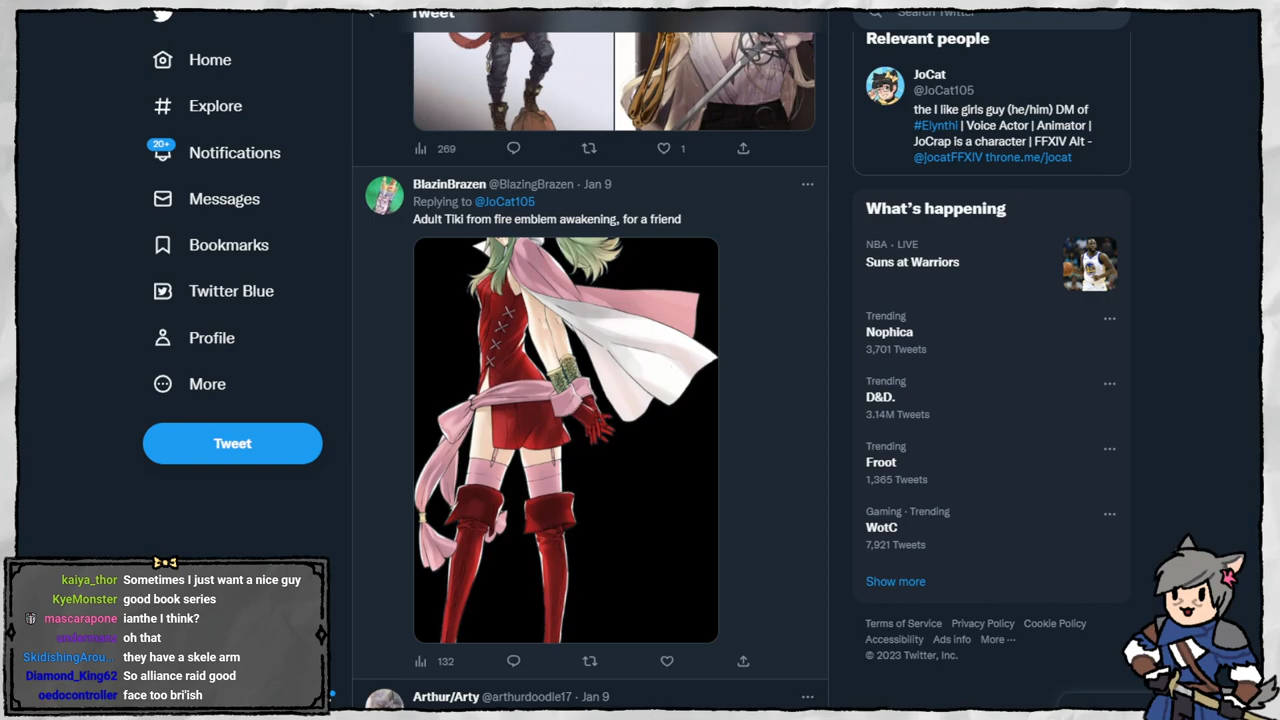 Tweet
Search Twitter
Home
Explore
20+
Notifications
Messages
Bookmarks
Twitter Blue
Profile
More
Tweet
269
1
BlazinBrazen @BlazingBrazen · Jan 9
Replying to @JoCat105
Adult Tiki from fire emblem awakening, for a friend
132
Arthur/Arty @arthurdoodle17 · Jan 9
Relevant people
JoCat
@JoCat105
the I like girls guy (he/him) DM of
#Elynthi | Voice Actor | Animator |
JoCrap is a character | FFXIV Alt -
@jocatFFXIV throne.me/jocat
What's happening
NBA · LIVE
Suns at Warriors
Trending
Nophica
3,701 Tweets
Trending
D&D.
3.14M Tweets
Trending
Froot
1,365 Tweets
Gaming · Trending
WotC
7,921 Tweets
Show more
Terms of Service Privacy Policy Cookie Policy
Accessibility Ads info More ···
© 2023 Twitter, Inc.
kaiya_thor Sometimes I just want a nice guy
KyeMonster good book series
mascarapone ianthe I think?
oh that
SkidishingArou... they have a skele arm
Diamond_King62 So alliance raid good
oedocontroller face too bri'ish